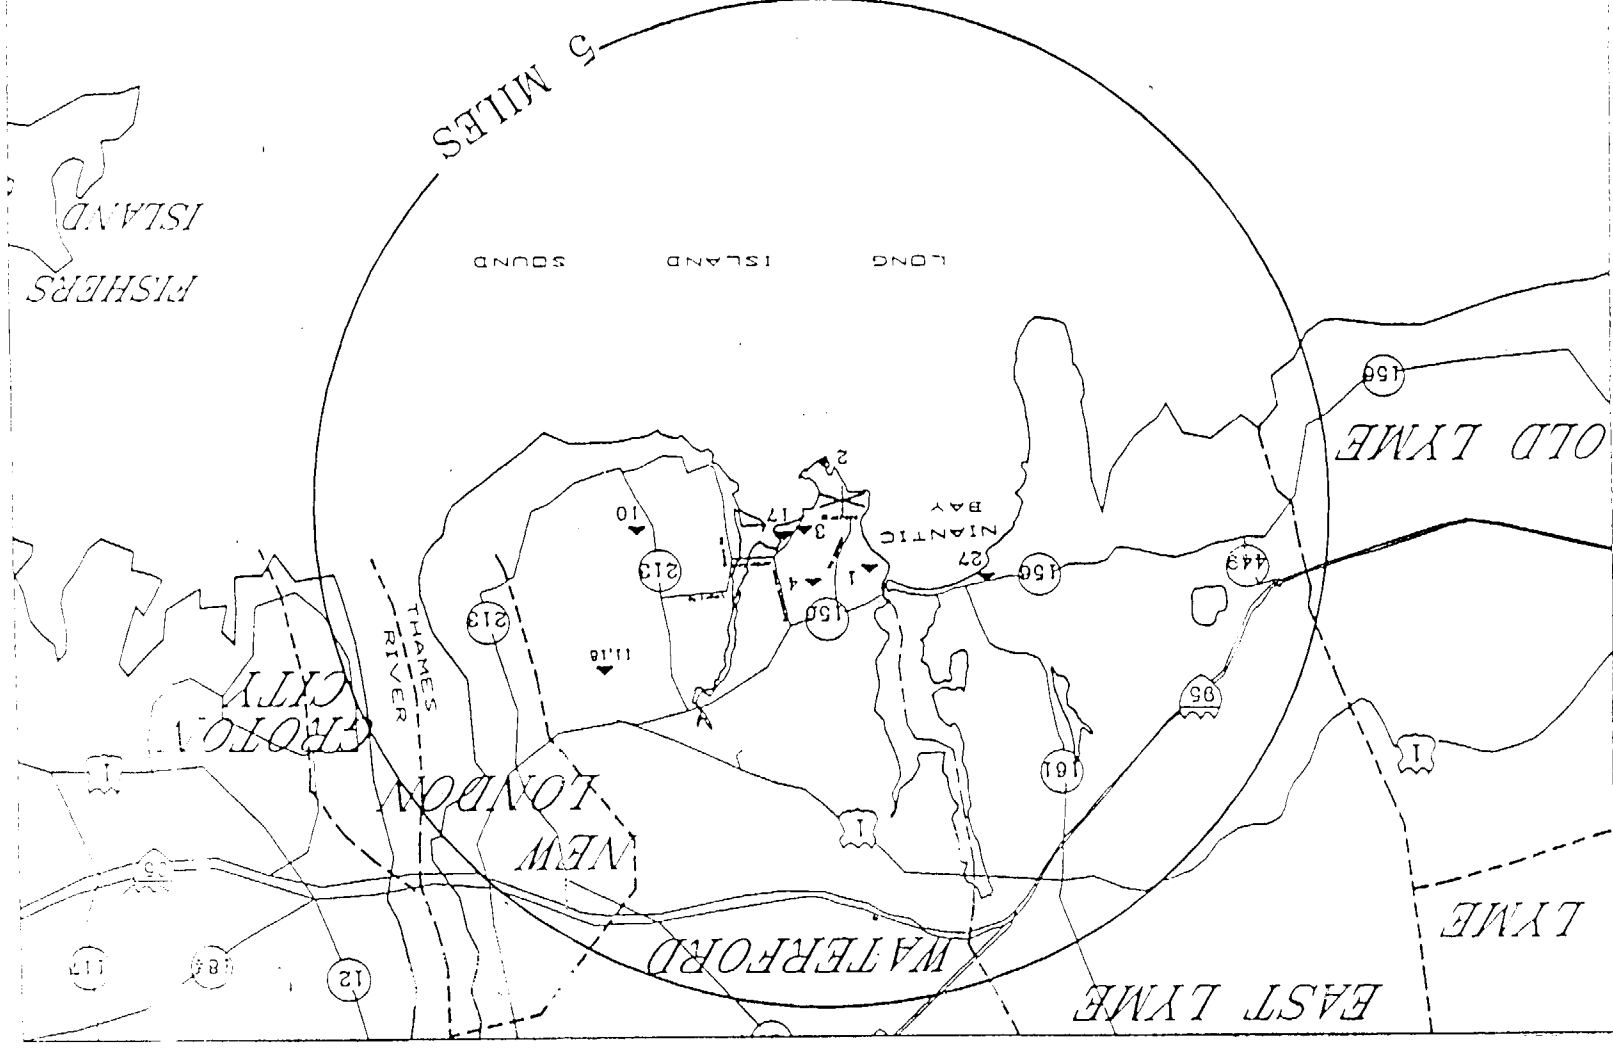 EAST LYME
WATERFORD
LYME
NEW
LONDON
GROTON
CITY
THAMES
RIVER
OLD LYME
NIANTIC
BAY
FISHERS
ISLAND
LONG ISLAND SOUND
5 MILES
12
184
117
95
1
161
1
1
95
213
213
156
156
449
156
11,18
10
4
1
3
17
27
2